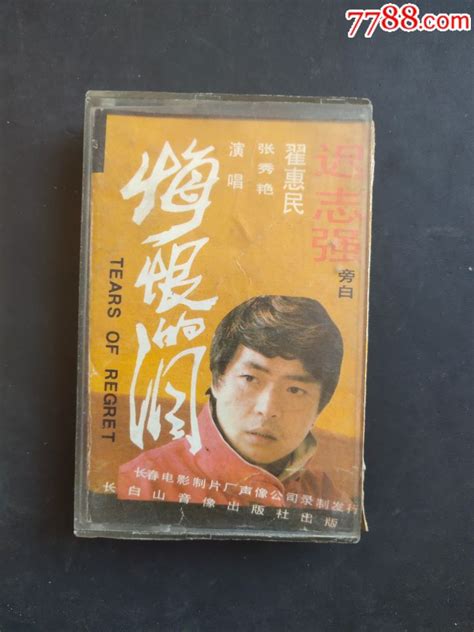 7788.com
迟志强
旁白
翟惠民
张秀艳
演唱
悔恨的泪
TEARS OF REGRET
长春电影制片厂声像公司录制发行
长白山音像出版社出版